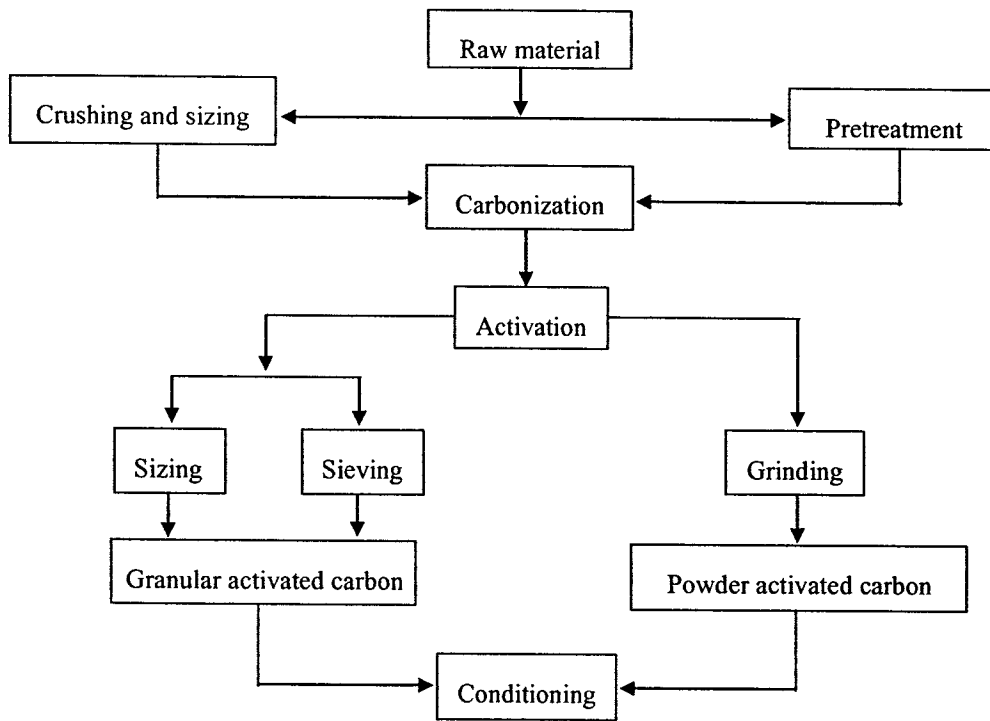 Raw material
Crushing and sizing
Pretreatment
Carbonization
Activation
Sizing
Sieving
Grinding
Granular activated carbon
Powder activated carbon
Conditioning